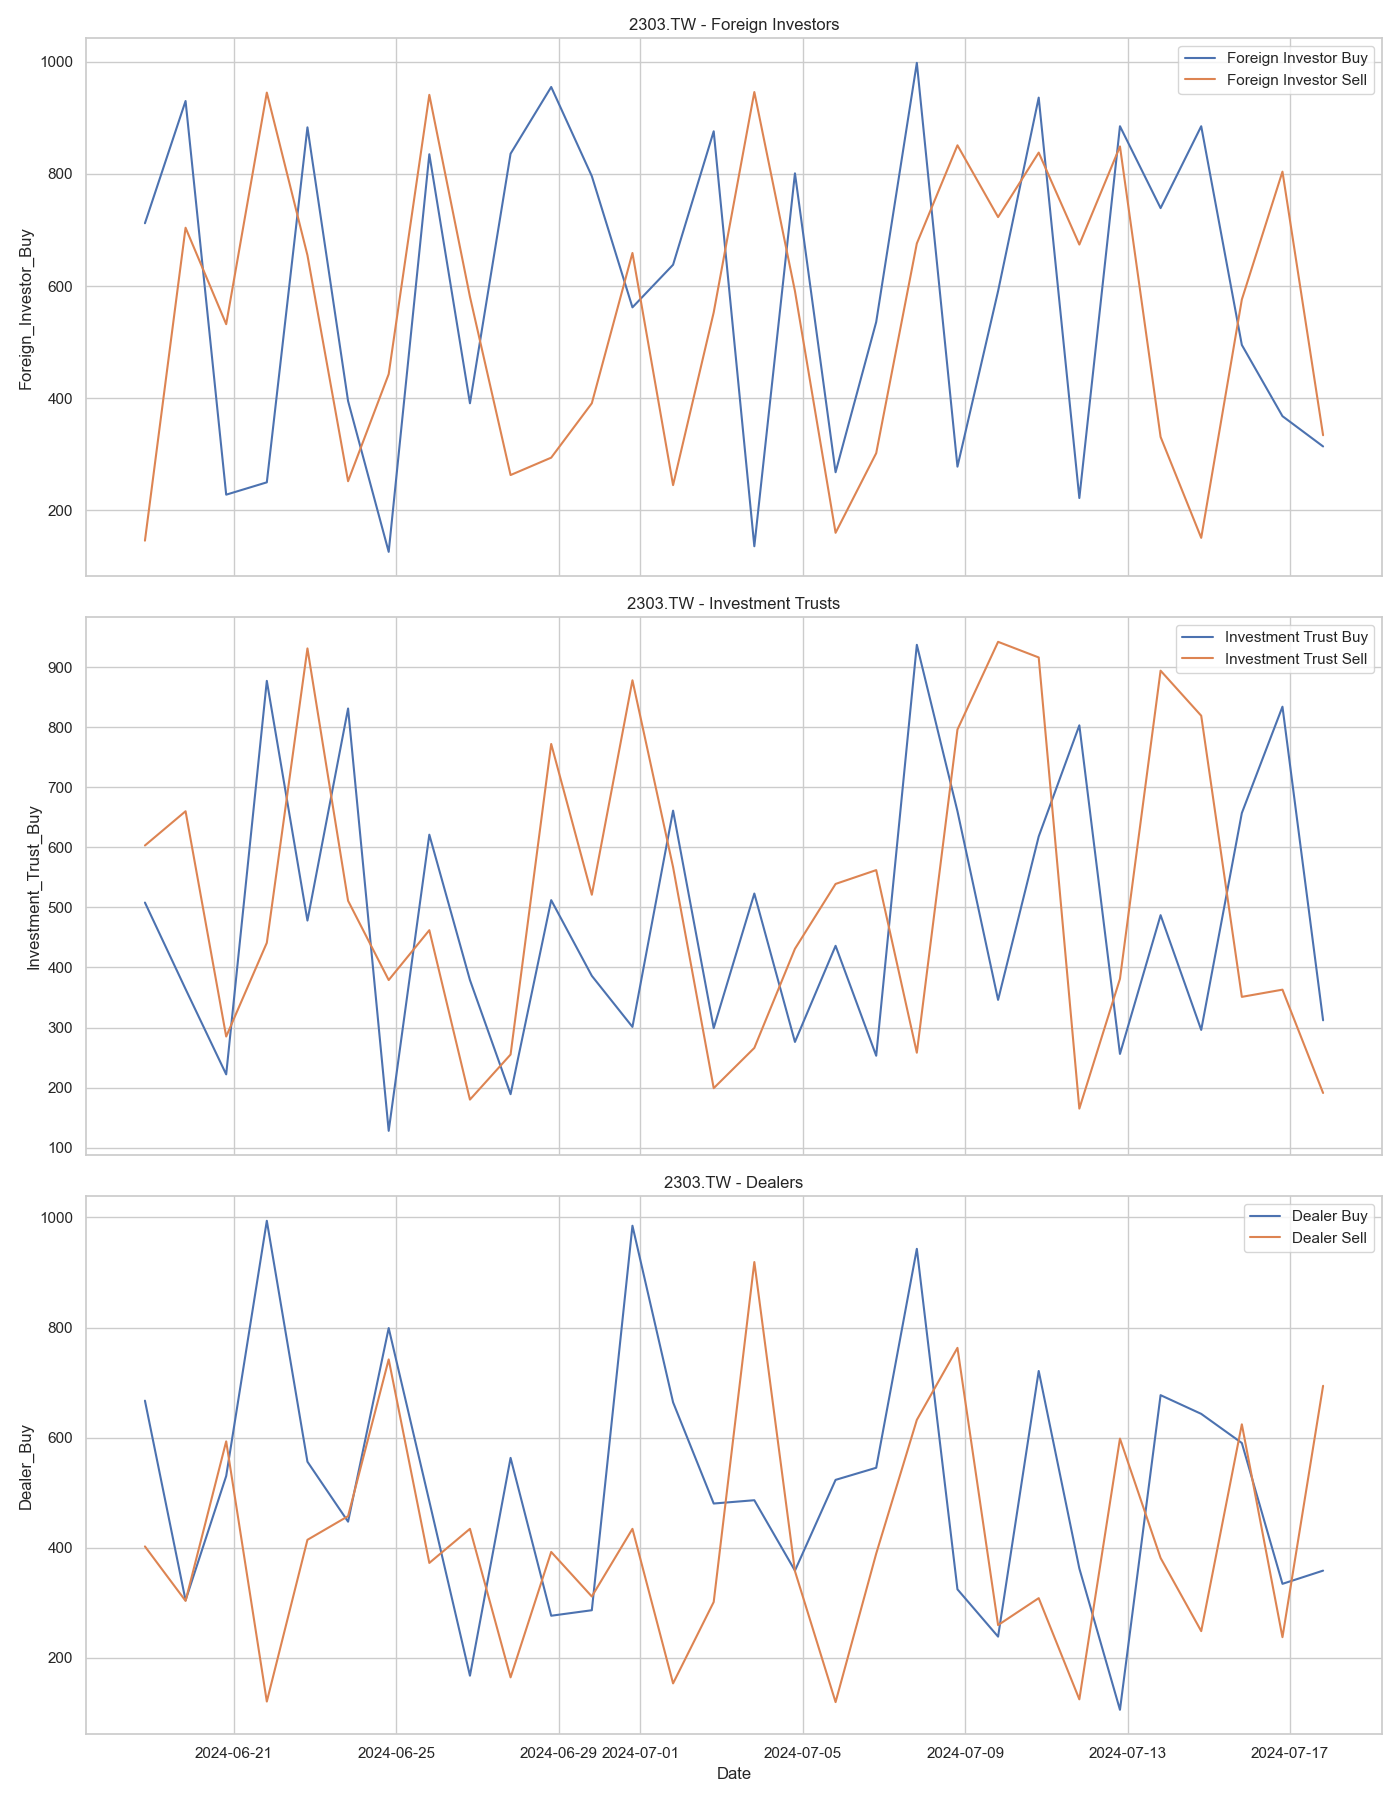 2303.TW - Foreign Investors
Foreign Investor Buy
Foreign Investor Sell
Foreign_Investor_Buy
1000
800
600
400
200
2303.TW - Investment Trusts
Investment Trust Buy
Investment Trust Sell
Investment_Trust_Buy
900
800
700
600
500
400
300
200
100
2303.TW - Dealers
Dealer Buy
Dealer Sell
Dealer_Buy
1000
800
600
400
200
2024-06-21 2024-06-25 2024-06-29 2024-07-01 2024-07-05 2024-07-09 2024-07-13 2024-07-17
Date